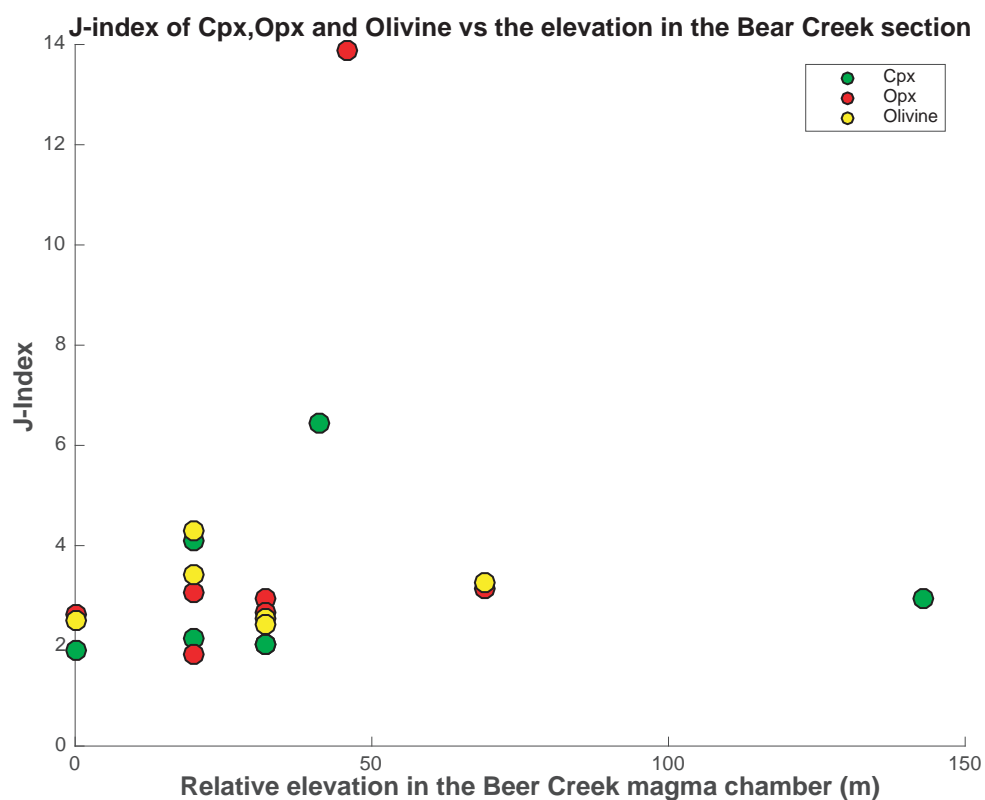 J-index of Cpx,Opx and Olivine vs the elevation in the Bear Creek section
14
Cpx
Opx
Olivine
12
10
8
J-Index
6
4
2
0
0
50
100
150
Relative elevation in the Beer Creek magma chamber (m)